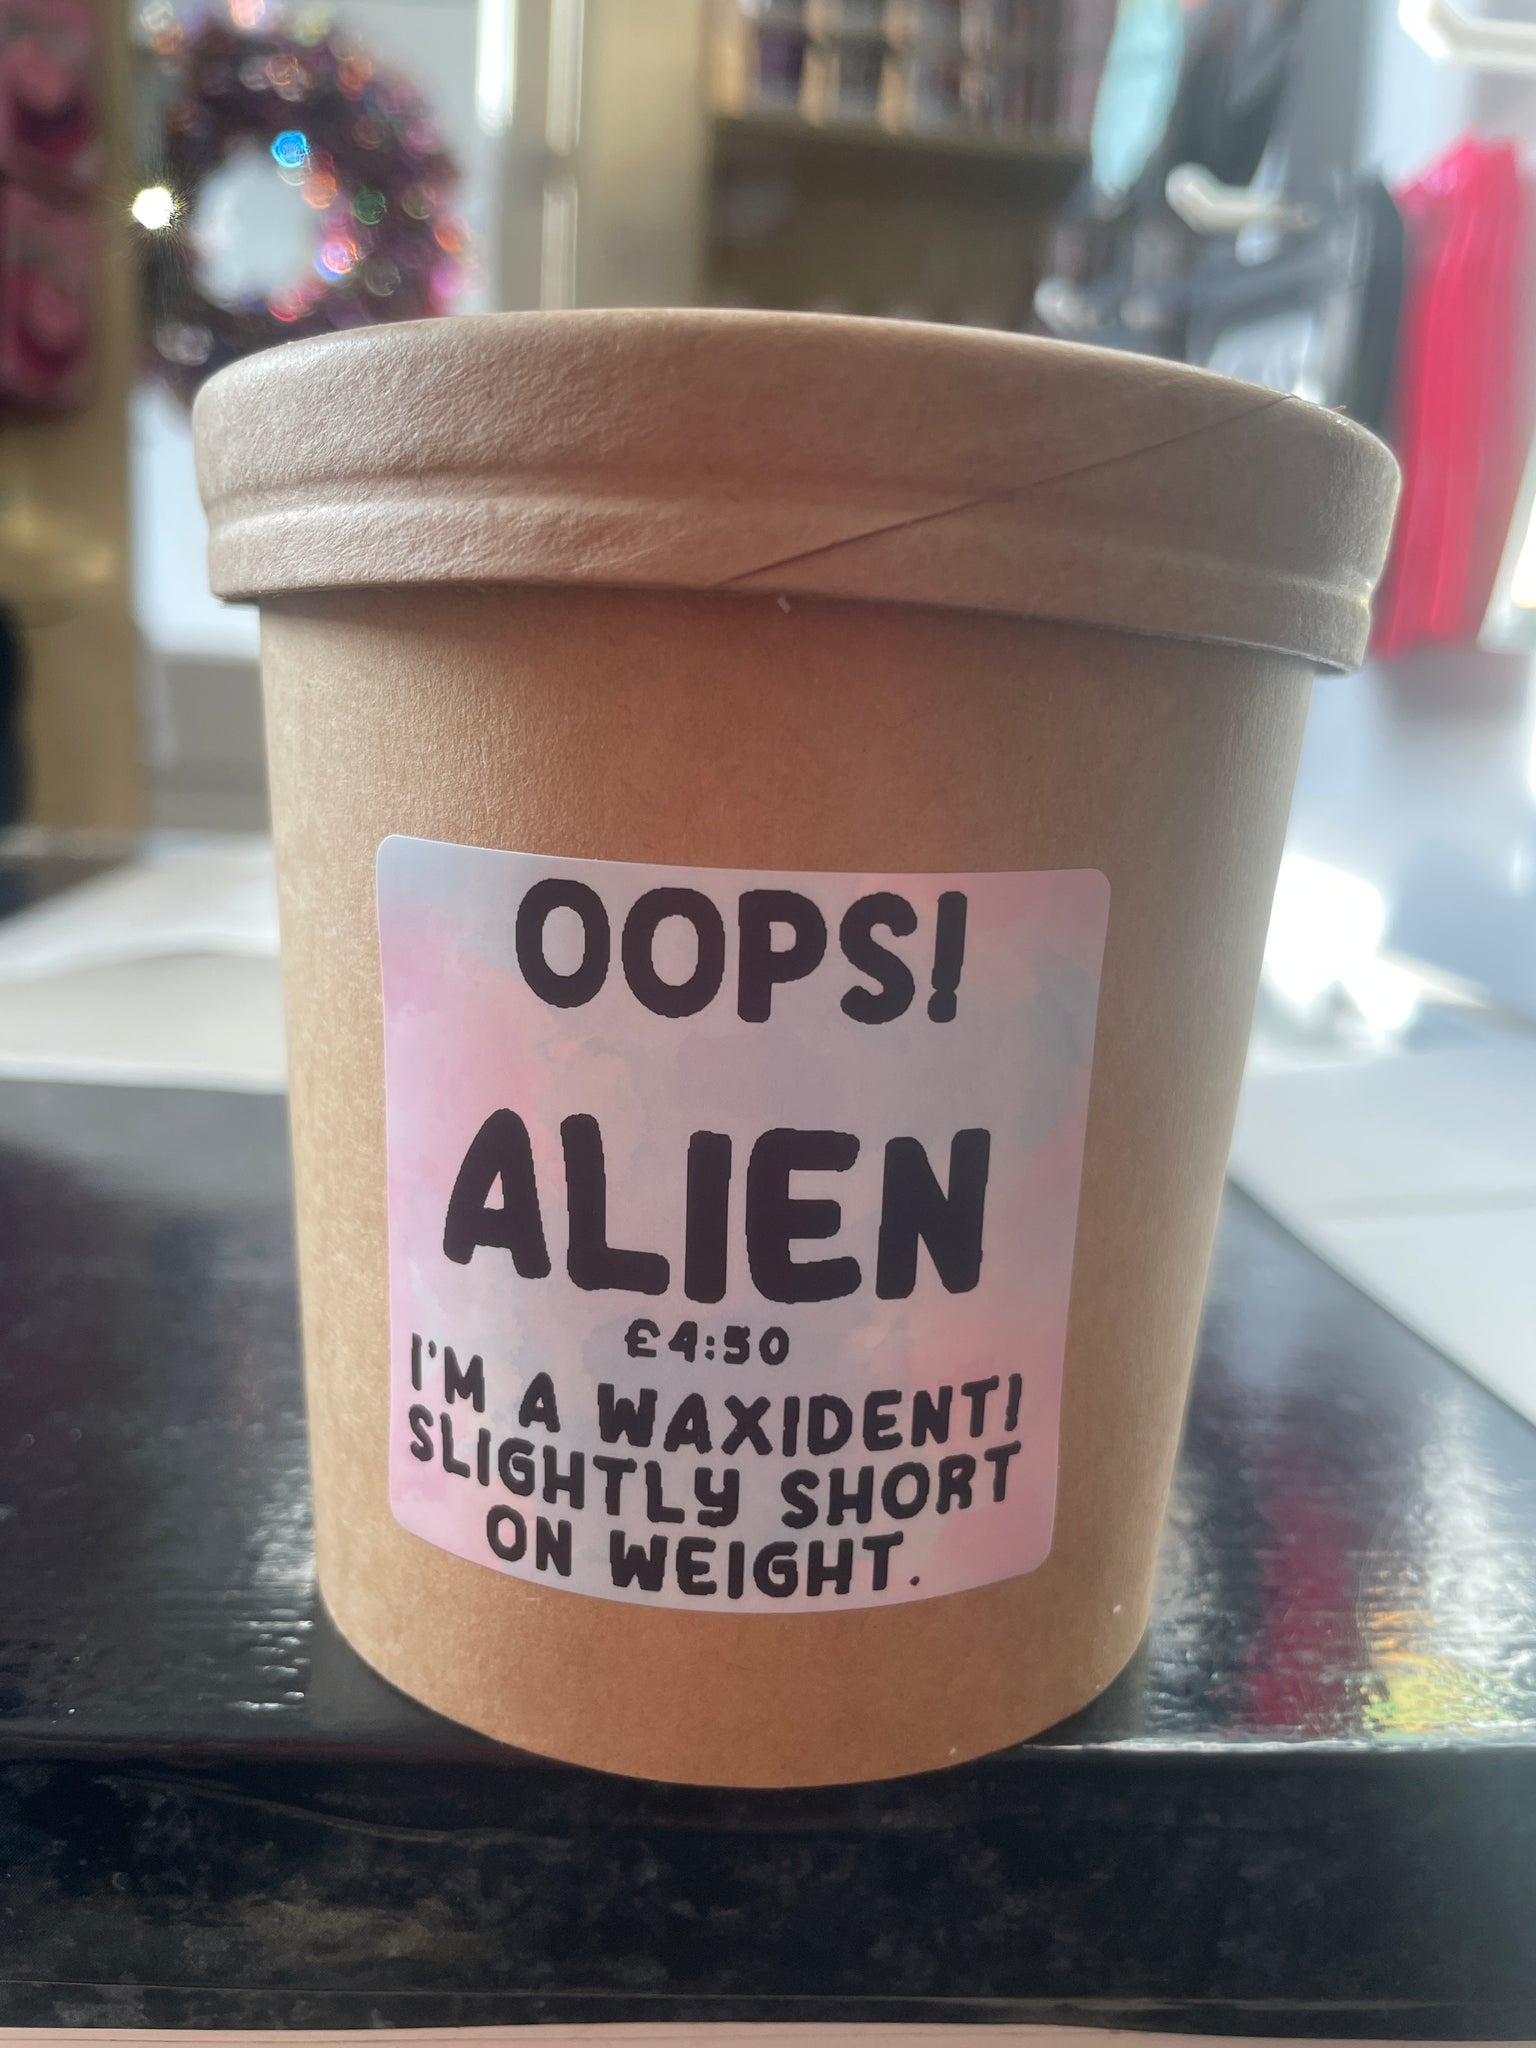 OOPS!
ALIEN
£4:50
I'M A WAXIDENT!
SLIGHTLY SHORT
ON WEIGHT.